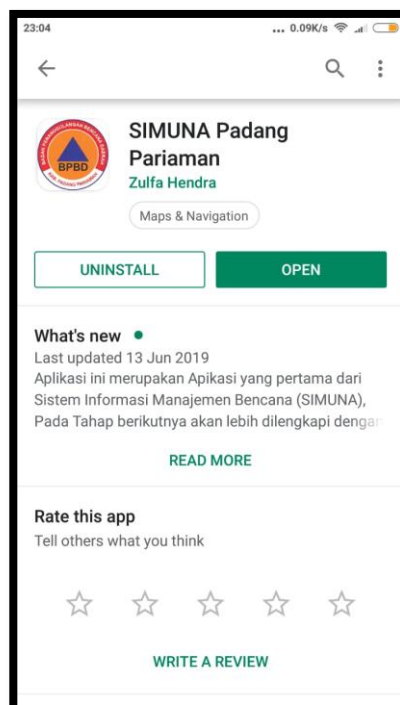 23:04
... 0.09K/s
SIMUNA Padang
Pariaman
Zulfa Hendra
Maps & Navigation
BPBD
UNINSTALL
OPEN
What's new
Last updated 13 Jun 2019
Aplikasi ini merupakan Apikasi yang pertama dari
Sistem Informasi Manajemen Bencana (SIMUNA),
Pada Tahap berikutnya akan lebih dilengkapi dengan
READ MORE
Rate this app
Tell others what you think
WRITE A REVIEW